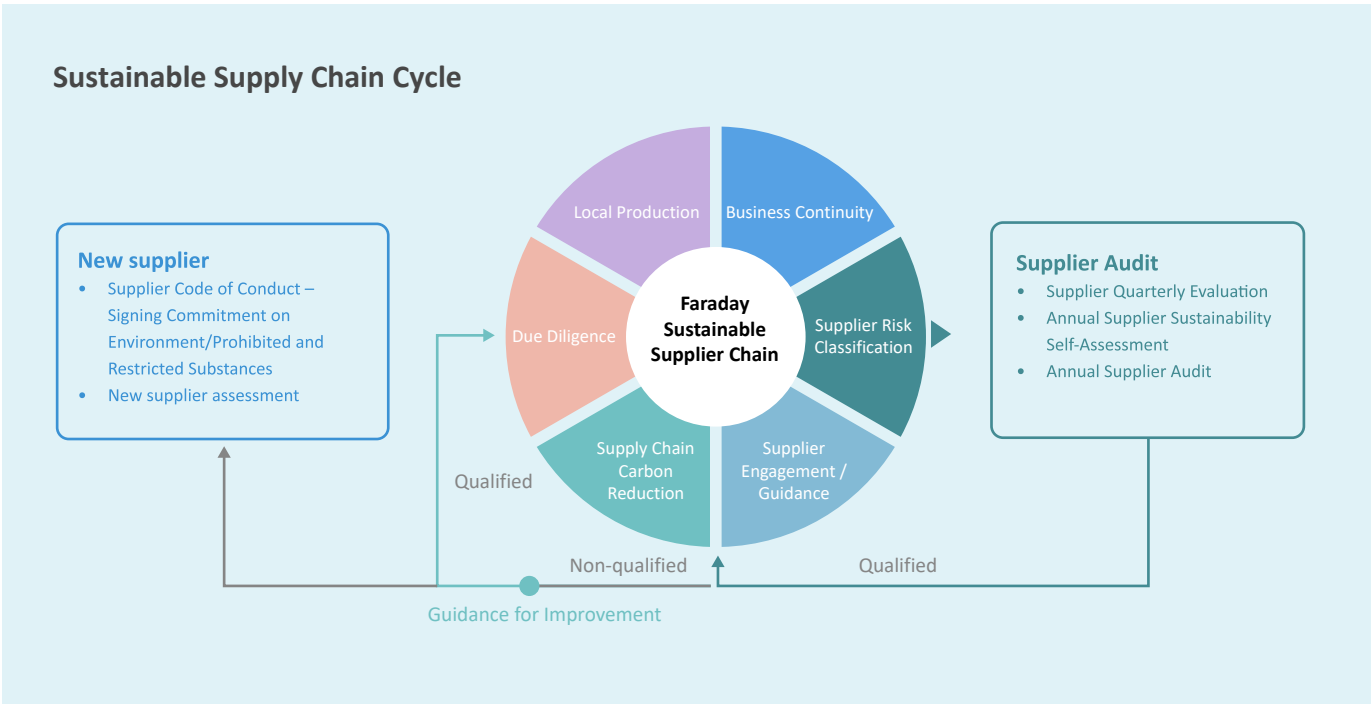 Sustainable Supply Chain Cycle
New supplier
• Supplier Code of Conduct –
Signing Commitment on
Environment/Prohibited and
Restricted Substances
• New supplier assessment
Local Production
Business Continuity
Due Diligence
Faraday
Sustainable
Supplier Chain
Supplier Risk
Classification
Supply Chain
Carbon
Reduction
Supplier
Engagement /
Guidance
Supplier Audit
• Supplier Quarterly Evaluation
• Annual Supplier Sustainability
Self-Assessment
• Annual Supplier Audit
Qualified
Non-qualified
Qualified
Guidance for Improvement